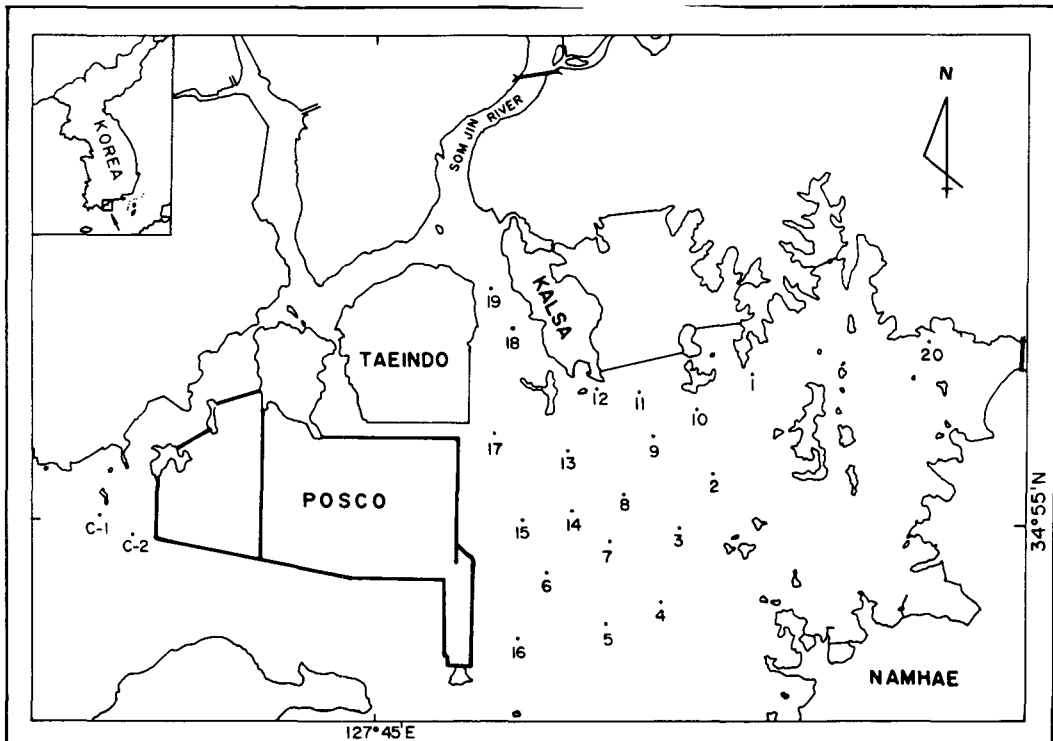 N
KOREA
SOM JIN RIVER
KALSA
19
18
TAEINDO
20
1
12
11
10
17
13
9
2
POSCO
8
C-1
C-2
15
14
3
7
6
4
5
16
NAMHAE
34°55'N
127°45'E